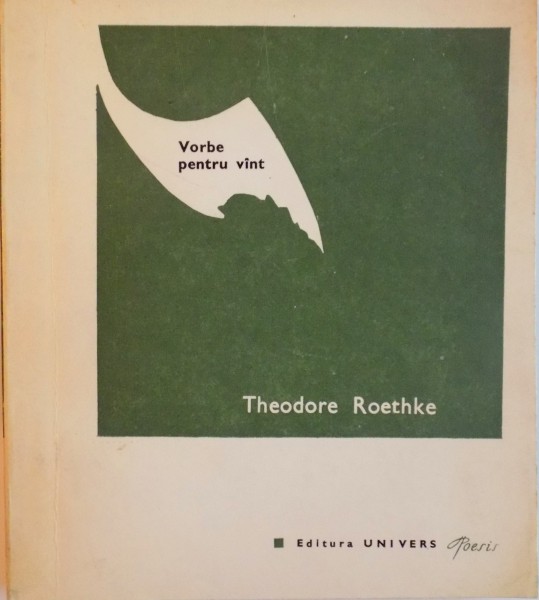 Vorbe
pentru vînt
Theodore Roethke
Editura UNIVERS Poesis